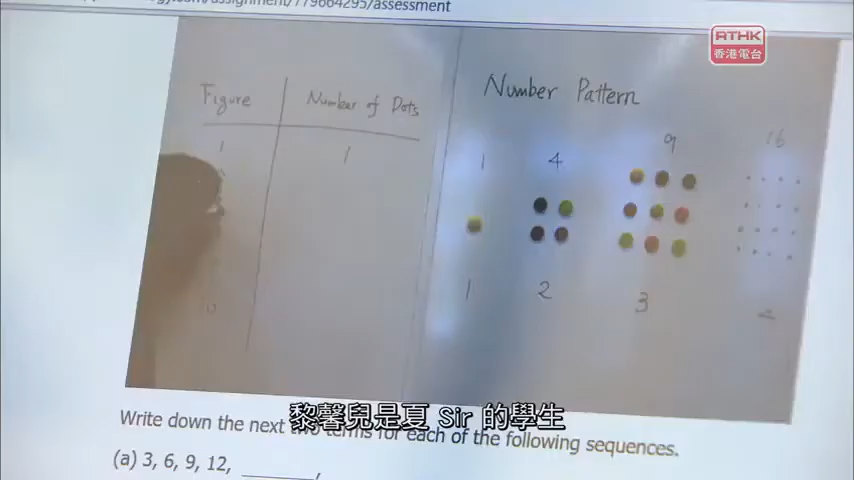 assignment/779664295/assessment
RTHK
香港電台
Figure
Number of Dots
1
1
Number Pattern
1 4 9 16
1 2 3
黎馨兒是夏 Sir 的學生
Write down the next two terms for each of the following sequences.
(a) 3, 6, 9, 12, ________,